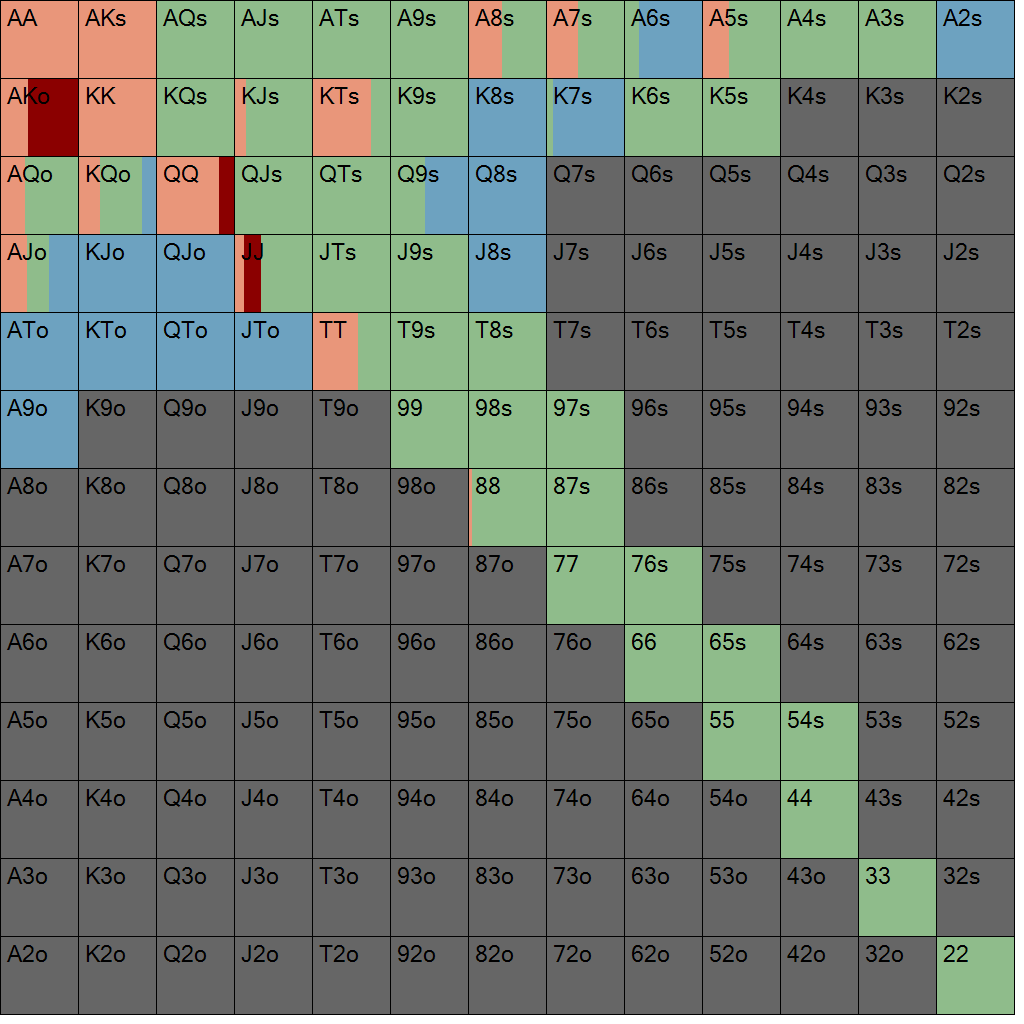 AA AKs AQs AJs ATs A9s A8s A7s A6s A5s A4s A3s A2s
AKo KK KQs KJs KTs K9s K8s K7s K6s K5s K4s K3s K2s
AQo KQo QQ QJs QTs Q9s Q8s Q7s Q6s Q5s Q4s Q3s Q2s
AJo KJo QJo JJ JTs J9s J8s J7s J6s J5s J4s J3s J2s
ATo KTo QTo JTo TT T9s T8s T7s T6s T5s T4s T3s T2s
A9o K9o Q9o J9o T9o 99 98s 97s 96s 95s 94s 93s 92s
A8o K8o Q8o J8o T8o 98o 88 87s 86s 85s 84s 83s 82s
A7o K7o Q7o J7o T7o 97o 87o 77 76s 75s 74s 73s 72s
A6o K6o Q6o J6o T6o 96o 86o 76o 66 65s 64s 63s 62s
A5o K5o Q5o J5o T5o 95o 85o 75o 65o 55 54s 53s 52s
A4o K4o Q4o J4o T4o 94o 84o 74o 64o 54o 44 43s 42s
A3o K3o Q3o J3o T3o 93o 83o 73o 63o 53o 43o 33 32s
A2o K2o Q2o J2o T2o 92o 82o 72o 62o 52o 42o 32o 22